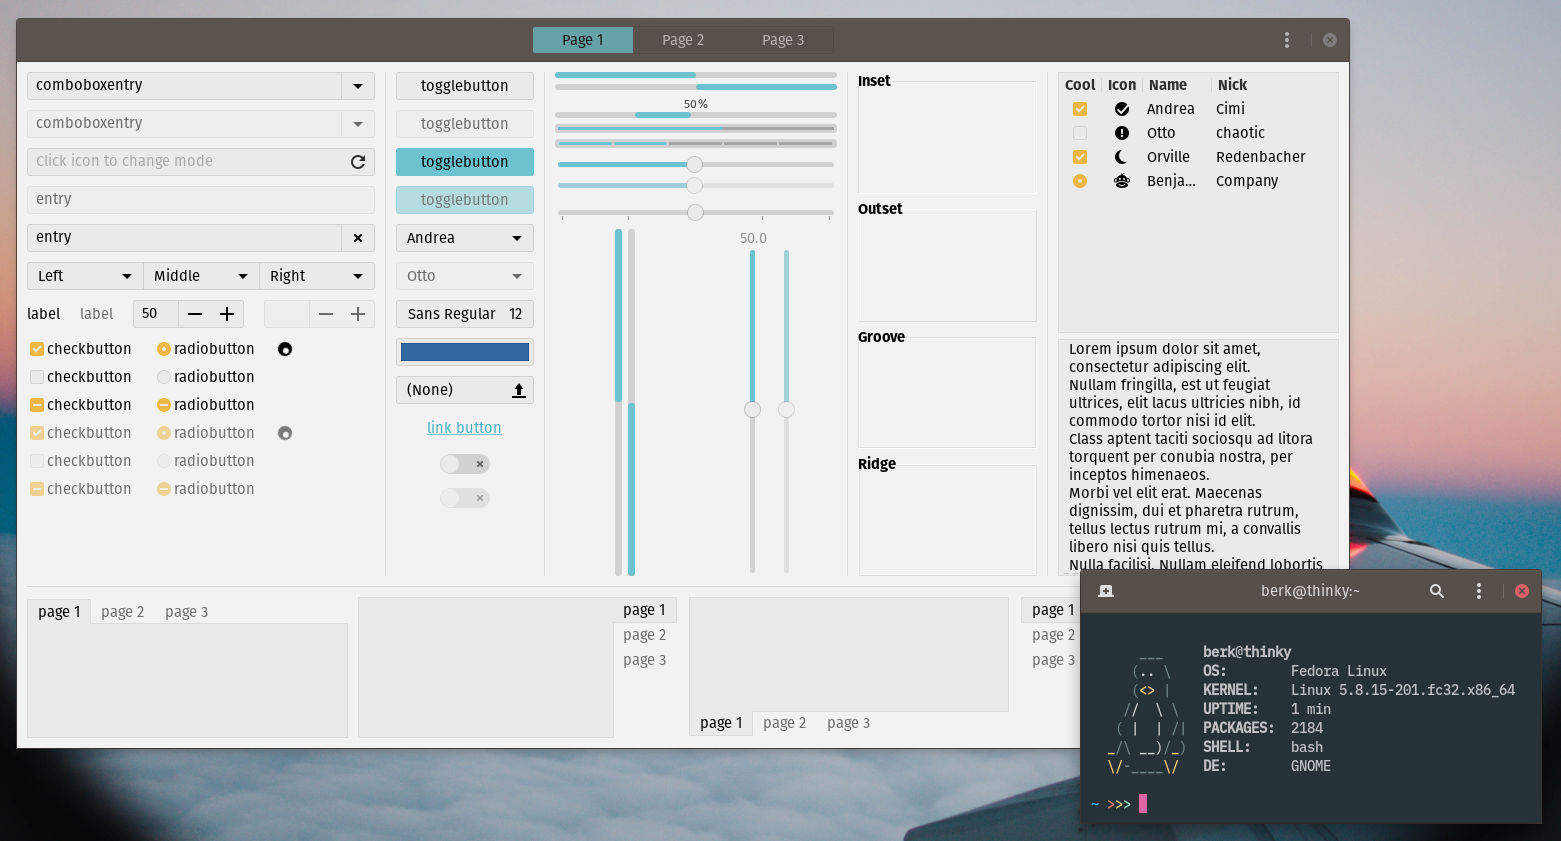 Page 1 Page 2 Page 3
comboboxentry
comboboxentry
Click icon to change mode
entry
entry
Left Middle Right
label label 50
checkbutton radiobutton
checkbutton radiobutton
checkbutton radiobutton
checkbutton radiobutton
checkbutton radiobutton
checkbutton radiobutton
togglebutton
togglebutton
togglebutton
togglebutton
Andrea
Otto
Sans Regular 12
(None)
link button
50 %
50.0
Inset
Outset
Groove
Ridge
Cool Icon Name Nick
Andrea Cimi
Otto chaotic
Orville Redenbacher
Benja... Company
Lorem ipsum dolor sit amet,
consectetur adipiscing elit.
Nullam fringilla, est ut feugiat
ultrices, elit lacus ultricies nibh, id
commodo tortor nisi id elit.
Class aptent taciti sociosqu ad litora
torquent per conubia nostra, per
inceptos himenaeos.
Morbi vel elit erat. Maecenas
dignissim, dui et pharetra rutrum,
tellus lectus rutrum mi, a convallis
libero nisi quis tellus.
Nulla facilisi. Nullam eleifend lobortis
page 1 page 2 page 3
page 1
page 2
page 3
page 1 page 2 page 3
page 1
page 2
page 3
berk@thinky:~
berk@thinky
OS: Fedora Linux
KERNEL: Linux 5.8.15-201.fc32.x86_64
UPTIME: 1 min
PACKAGES: 2184
SHELL: bash
DE: GNOME
~ >>>